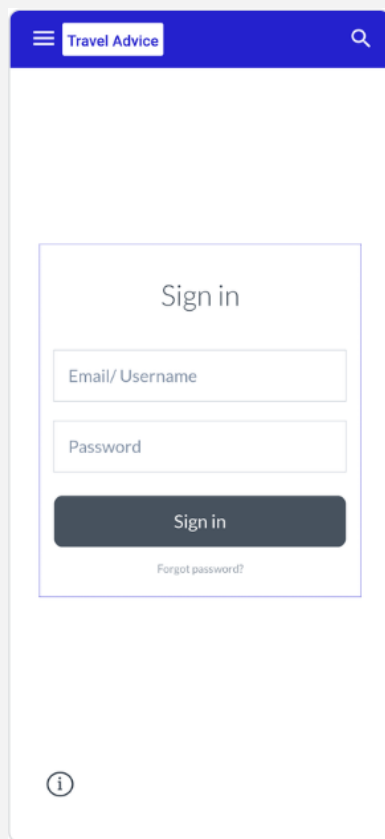 Travel Advice
Sign in
Email/ Username
Password
Sign in
Forgot password?
i